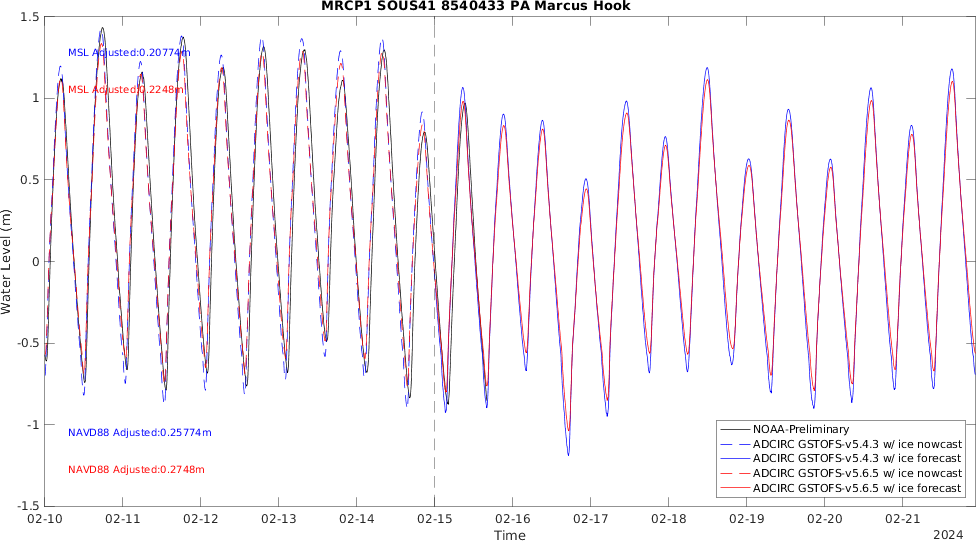 MRCP1 SOUS41 8540433 PA Marcus Hook
1.5
MSL Adjusted:0.20774m
1
MSL Adjusted:0.2248m
0.5
0
Water Level (m)
-0.5
-1
NAVD88 Adjusted:0.25774m
NAVD88 Adjusted:0.2748m
NOAA-Preliminary
ADCIRC GSTOFS-v5.4.3 w/ ice nowcast
ADCIRC GSTOFS-v5.4.3 w/ ice forecast
ADCIRC GSTOFS-v5.6.5 w/ ice nowcast
ADCIRC GSTOFS-v5.6.5 w/ ice forecast
-1.5
02-10 02-11 02-12 02-13 02-14 02-15 02-16 02-17 02-18 02-19 02-20 02-21
Time
2024